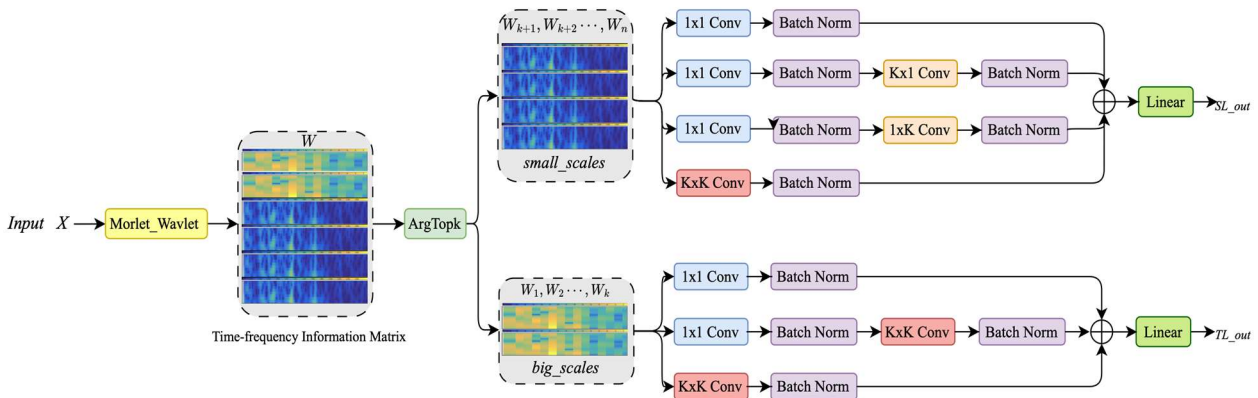 Input X
Morlet_Wavlet
W
Time-frequency Information Matrix
ArgTopk
W_{k+1}, W_{k+2} ⋯, W_n
small_scales
1x1 Conv
Batch Norm
1x1 Conv
Batch Norm
Kx1 Conv
Batch Norm
1x1 Conv
Batch Norm
1xK Conv
Batch Norm
KxK Conv
Batch Norm
Linear
SL_out
W_1, W_2 ⋯, W_k
big_scales
1x1 Conv
Batch Norm
1x1 Conv
Batch Norm
KxK Conv
Batch Norm
KxK Conv
Batch Norm
Linear
TL_out